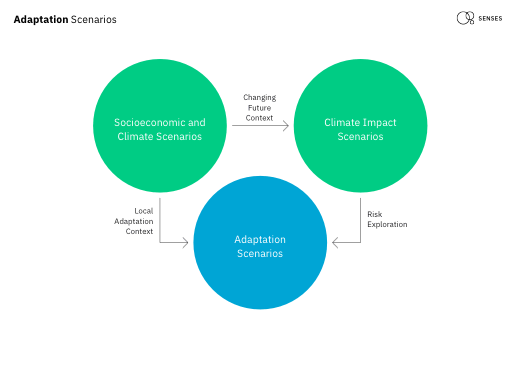 Adaptation Scenarios
SENSES
Changing
Future
Context
Socioeconomic and
Climate Scenarios
Climate Impact
Scenarios
Local
Adaptation
Context
Risk
Exploration
Adaptation
Scenarios